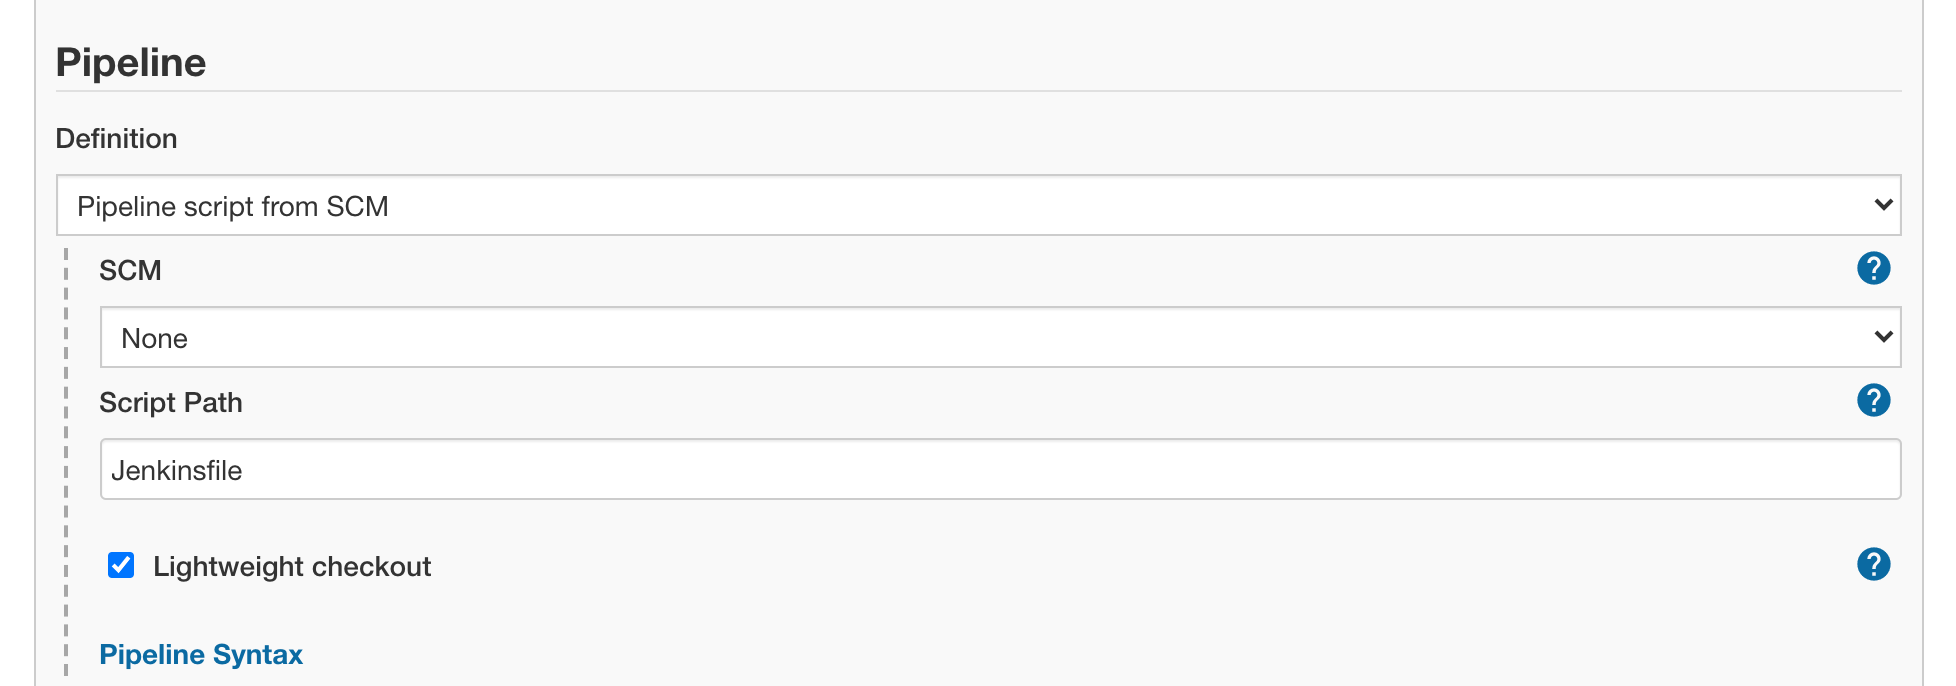 Pipeline
Definition
Pipeline script from SCM
SCM
?
None
Script Path
?
Jenkinsfile
Lightweight checkout
?
Pipeline Syntax